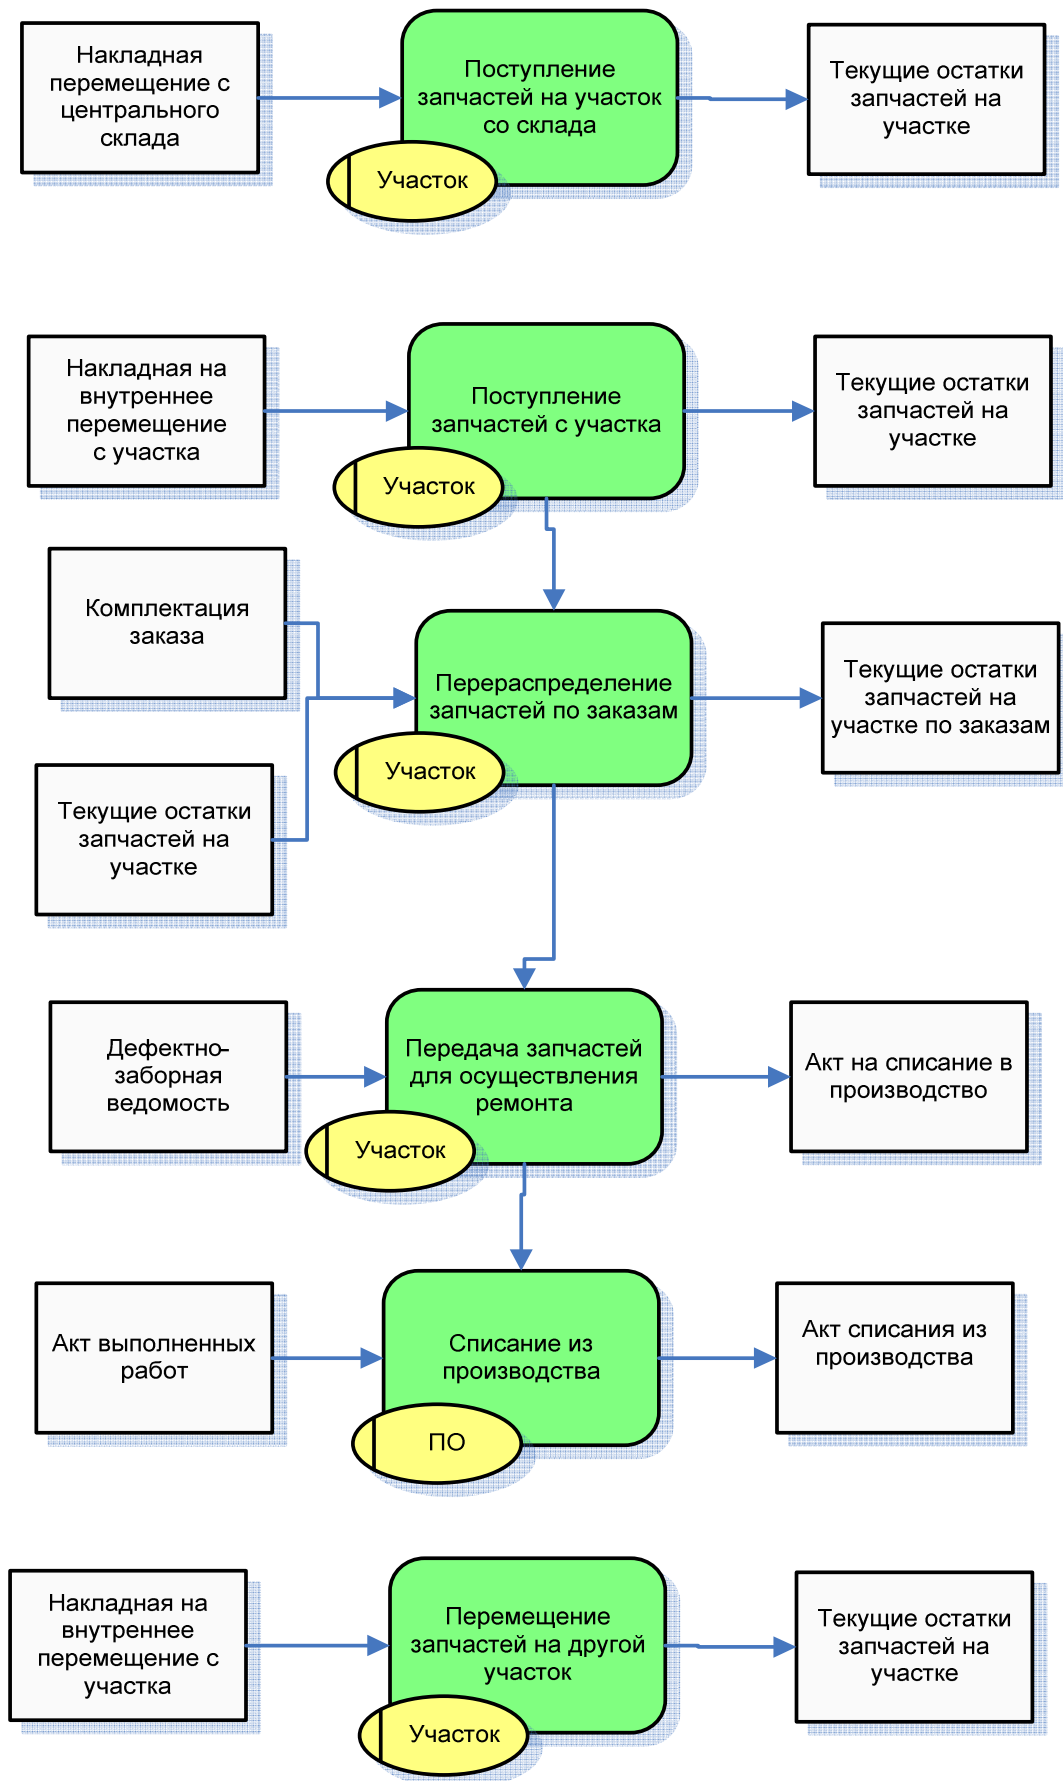 Накладная
перемещение с
центрального
склада
Поступление
запчастей на участок
со склада
Участок
Текущие остатки
запчастей на
участке
Накладная на
внутреннее
перемещение
с участка
Поступление
запчастей с участка
Участок
Текущие остатки
запчастей на
участке
Комплектация
заказа
Перераспределение
запчастей по заказам
Участок
Текущие остатки
запчастей на
участке по заказам
Текущие остатки
запчастей на
участке
Дефектно-
заборная
ведомость
Передача запчастей
для осуществления
ремонта
Участок
Акт на списание в
производство
Акт выполненных
работ
Списание из
производства
ПО
Акт списания из
производства
Накладная на
внутреннее
перемещение с
участка
Перемещение
запчастей на другой
участок
Участок
Текущие остатки
запчастей на
участке